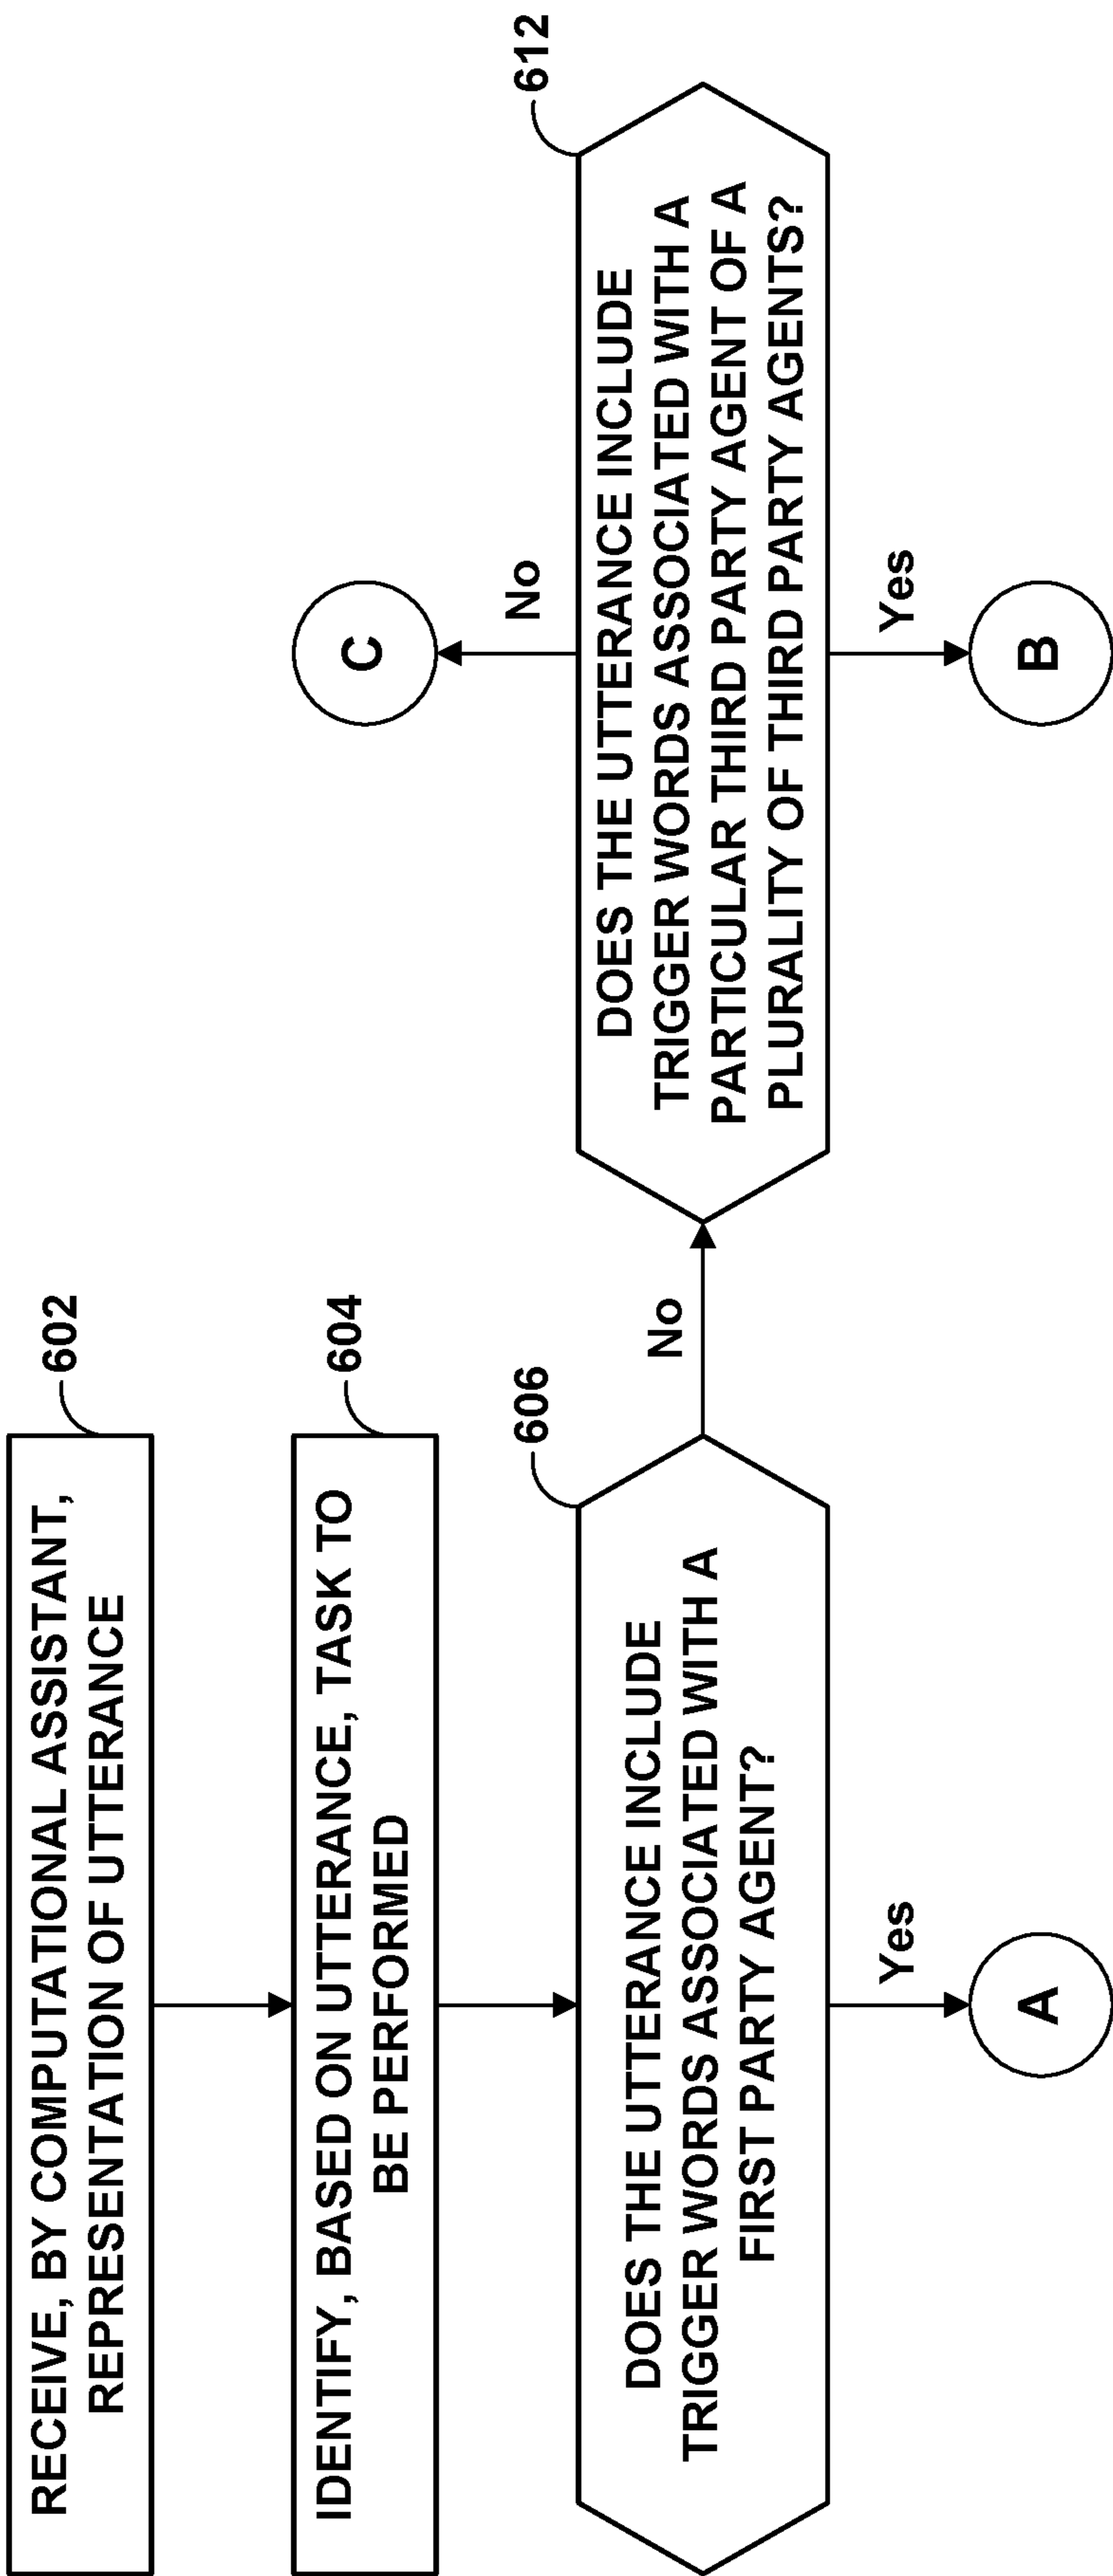 RECEIVE, BY COMPUTATIONAL ASSISTANT,
REPRESENTATION OF UTTERANCE
602
IDENTIFY, BASED ON UTTERANCE, TASK TO
BE PERFORMED
604
606
DOES THE UTTERANCE INCLUDE
TRIGGER WORDS ASSOCIATED WITH A
FIRST PARTY AGENT?
Yes
A
No
612
DOES THE UTTERANCE INCLUDE
TRIGGER WORDS ASSOCIATED WITH A
PARTICULAR THIRD PARTY AGENT OF A
PLURALITY OF THIRD PARTY AGENTS?
No
C
Yes
B